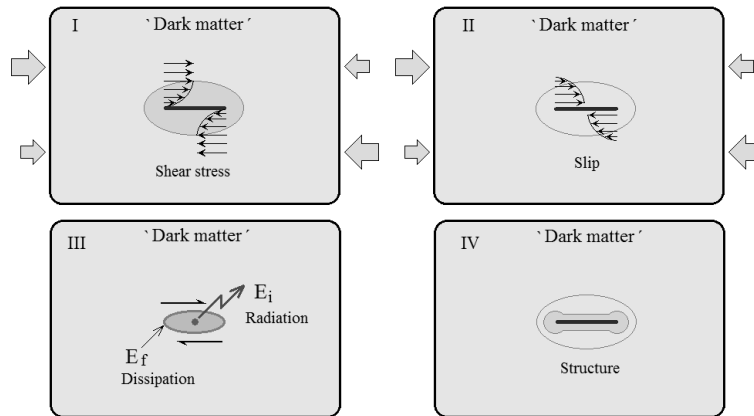 I
` Dark matter ´
Shear stress
II
` Dark matter ´
Slip
III
` Dark matter ´
E i
Radiation
E f
Dissipation
IV
` Dark matter ´
Structure